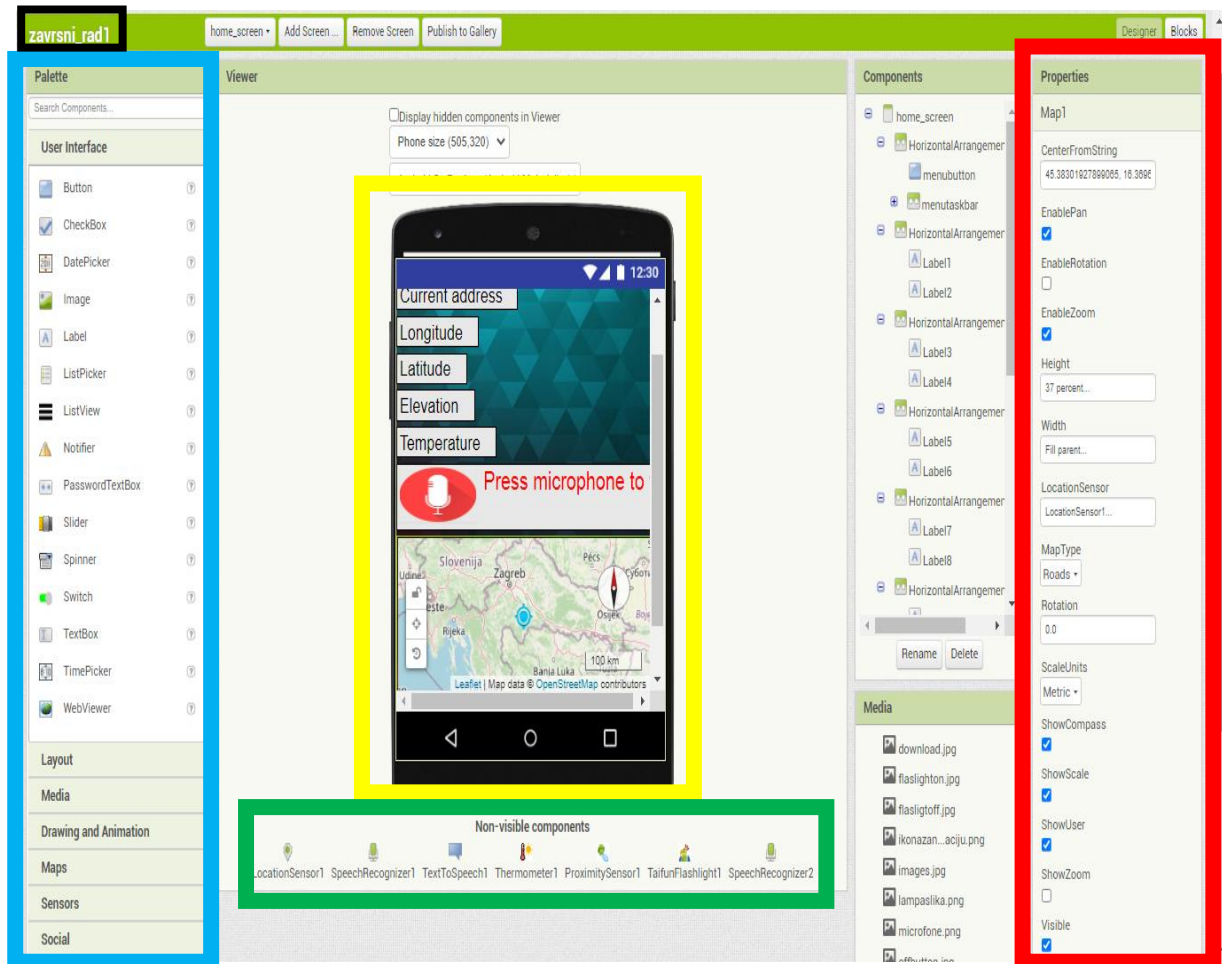 zavrsni_rad1
home_screen
Add Screen ...
Remove Screen
Publish to Gallery
Designer
Blocks
Palette
Search Components...
User Interface
Button
CheckBox
DatePicker
Image
Label
ListPicker
ListView
Notifier
PasswordTextBox
Slider
Spinner
Switch
TextBox
TimePicker
WebViewer
Layout
Media
Drawing and Animation
Maps
Sensors
Social
Viewer
Display hidden components in Viewer
Phone size (505,320)
12:30
Current address
Longitude
Latitude
Elevation
Temperature
Press microphone to
Slovenija
Pécs
Zagreb
Udine
Rijeka
Osijek
Banja Luka
100 km
Leaflet | Map data © OpenStreetMap contributors
Non-visible components
LocationSensor1 SpeechRecognizer1 TextToSpeech1 Thermometer1 ProximitySensor1 TaifunFlashlight1 SpeechRecognizer2
Components
home_screen
HorizontalArrangemer
menubutton
menutaskbar
HorizontalArrangemer
Label1
Label2
HorizontalArrangemer
Label3
Label4
HorizontalArrangemer
Label5
Label6
HorizontalArrangemer
Label7
Label8
HorizontalArrangemer
Rename
Delete
Media
download.jpg
flaslighton.jpg
flasligtoff.jpg
ikonazan...aciju.png
images.jpg
lampaslika.png
microfone.png
offbutton.jpg
Properties
Map1
CenterFromString
45.38301927899065, 16.3696
EnablePan
EnableRotation
EnableZoom
Height
37 percent...
Width
Fill parent...
LocationSensor
LocationSensor1...
MapType
Roads
Rotation
0.0
ScaleUnits
Metric
ShowCompass
ShowScale
ShowUser
ShowZoom
Visible